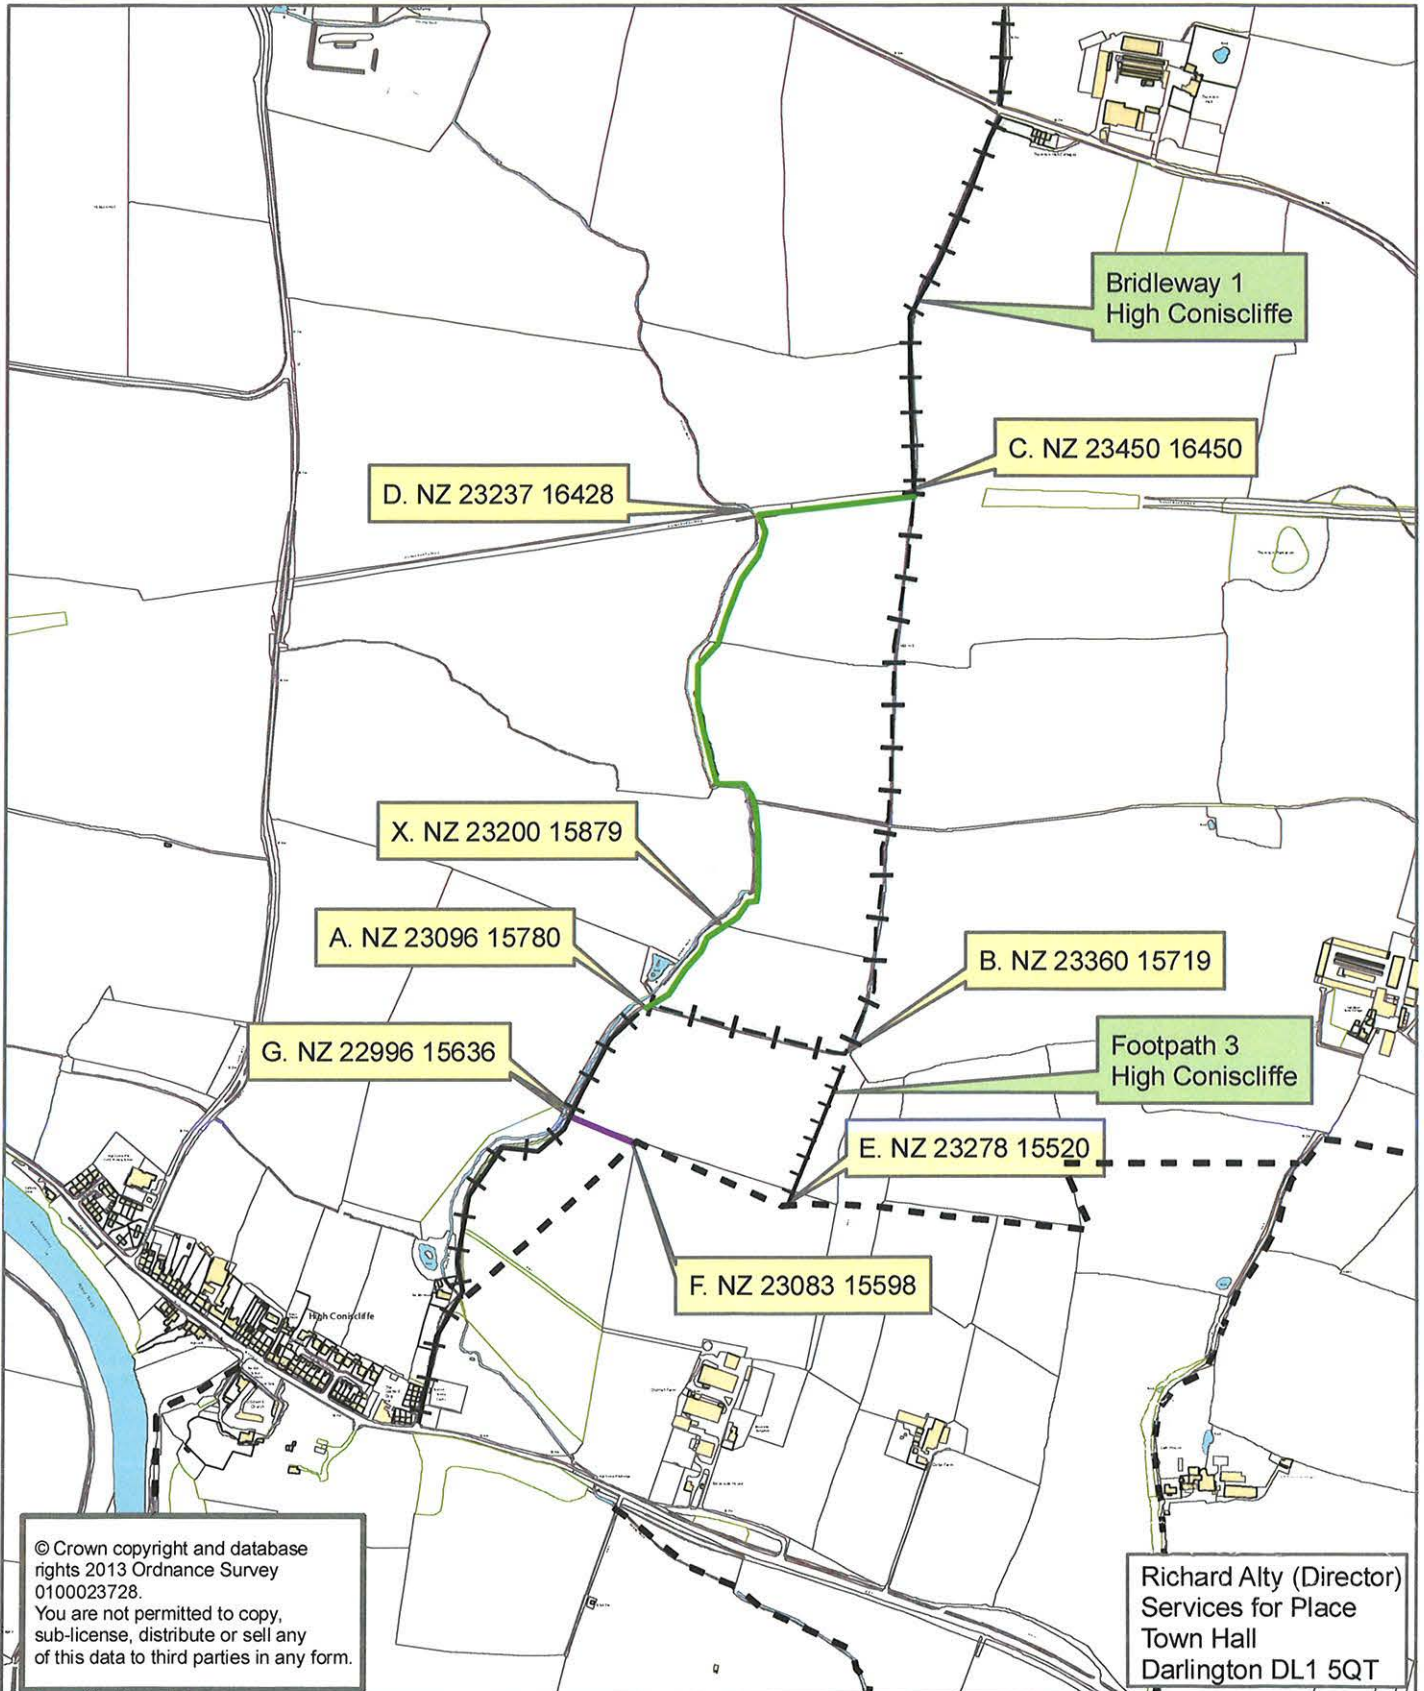 Bridleway 1
High Coniscliffe
C. NZ 23450 16450
D. NZ 23237 16428
X. NZ 23200 15879
A. NZ 23096 15780
B. NZ 23360 15719
G. NZ 22996 15636
Footpath 3
High Coniscliffe
E. NZ 23278 15520
F. NZ 23083 15598
High Coniscliffe
© Crown copyright and database
rights 2013 Ordnance Survey
0100023728.
You are not permitted to copy,
sub-license, distribute or sell any
of this data to third parties in any form.
Richard Alty (Director)
Services for Place
Town Hall
Darlington DL1 5QT